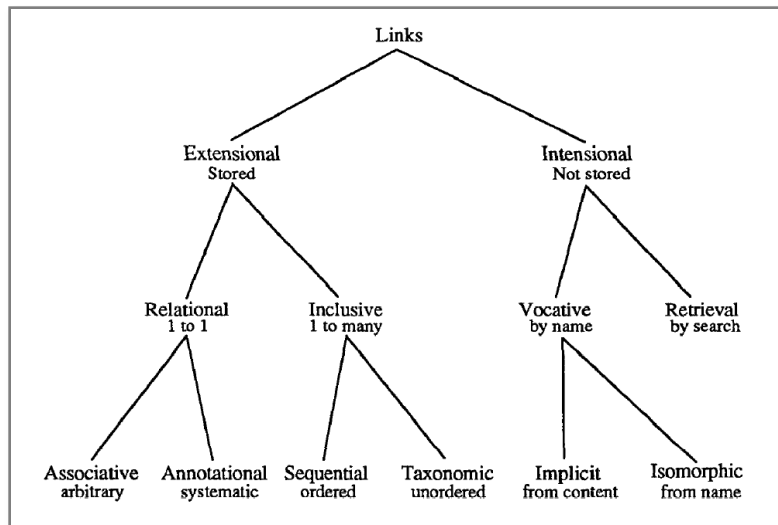 Links
Extensional Intensional
Stored Not stored
Relational Inclusive Vocative Retrieval
1 to 1 1 to many by name by search
Associative Annotational Sequential Taxonomic Implicit Isomorphic
arbitrary systematic ordered unordered from content from name